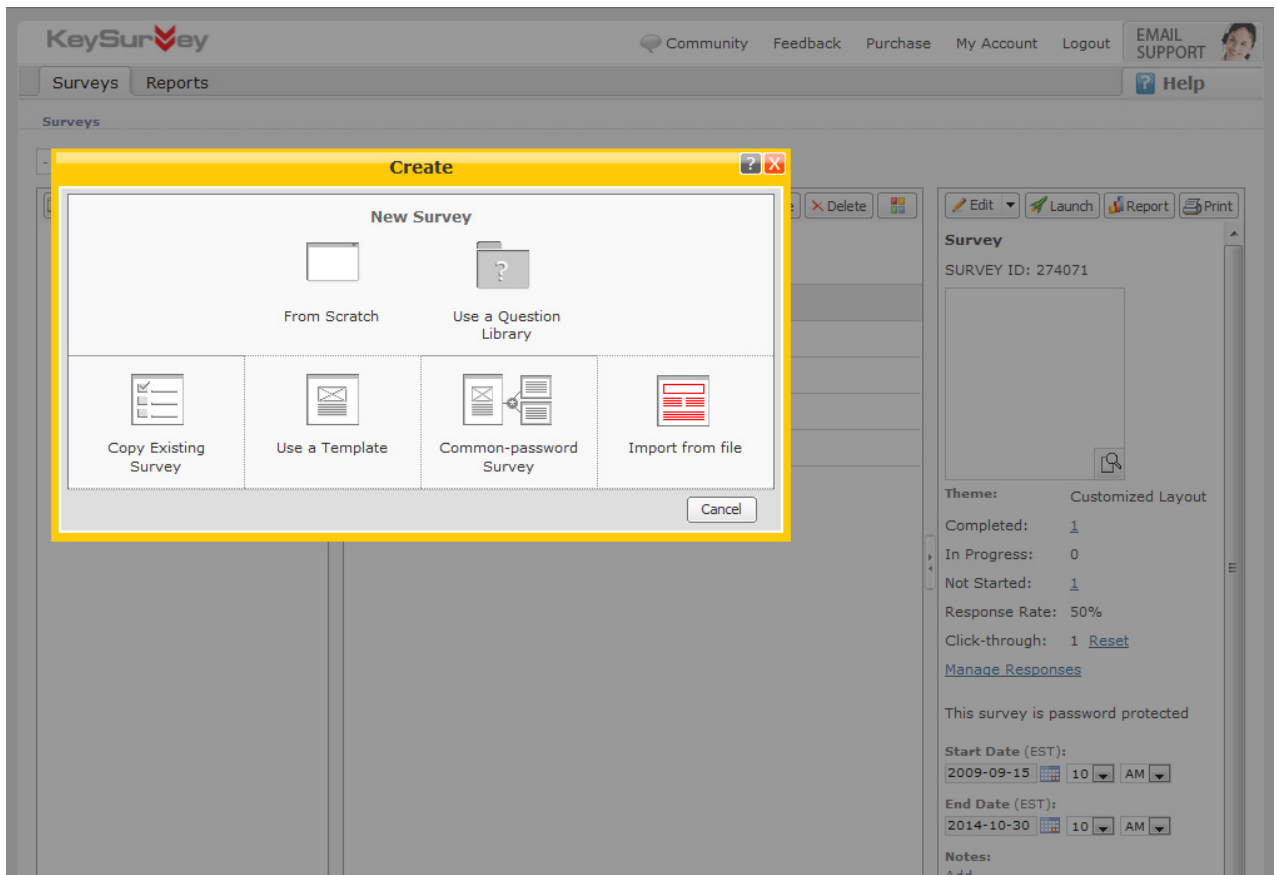 KeySurvey
Community Feedback Purchase My Account Logout
EMAIL
SUPPORT
Surveys Reports
? Help
Surveys
Create
? X
New Survey
?
From Scratch
Use a Question
Library
Copy Existing
Survey
Use a Template
Common-password
Survey
Import from file
Cancel
Delete
Edit Launch Report Print
Survey
SURVEY ID: 274071
Theme: Customized Layout
Completed: 1
In Progress: 0
Not Started: 1
Response Rate: 50%
Click-through: 1 Reset
Manage Responses
This survey is password protected
Start Date (EST):
2009-09-15 10 AM
End Date (EST):
2014-10-30 10 AM
Notes:
Add